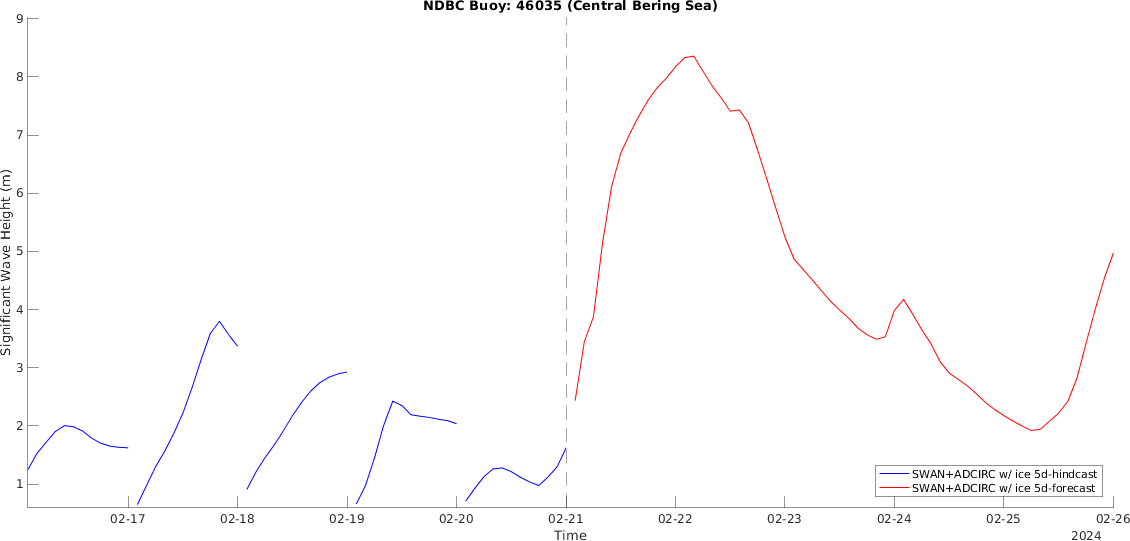 NDBC Buoy: 46035 (Central Bering Sea)
9
8
7
6
5
4
3
2
1
Significant Wave Height (m)
SWAN+ADCIRC w/ ice 5d-hindcast
SWAN+ADCIRC w/ ice 5d-forecast
02-17 02-18 02-19 02-20 02-21 02-22 02-23 02-24 02-25 02-26
Time
2024